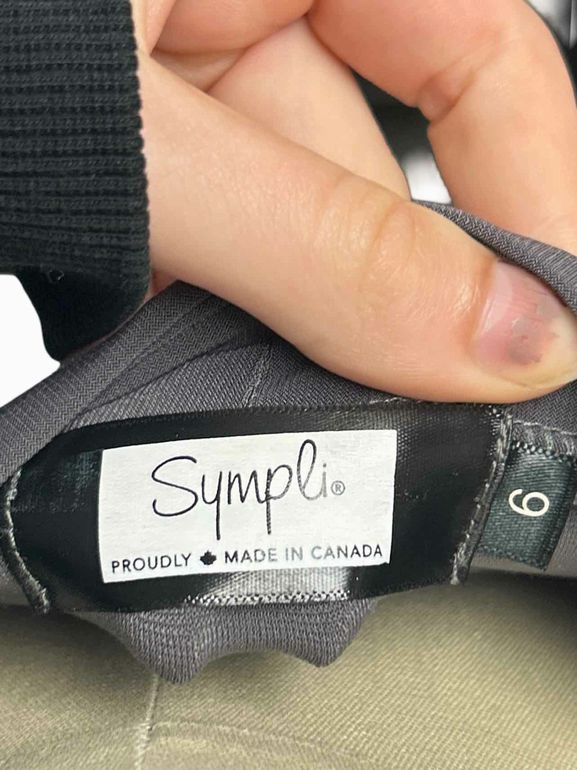 Sympli®
PROUDLY 🍁 MADE IN CANADA
6